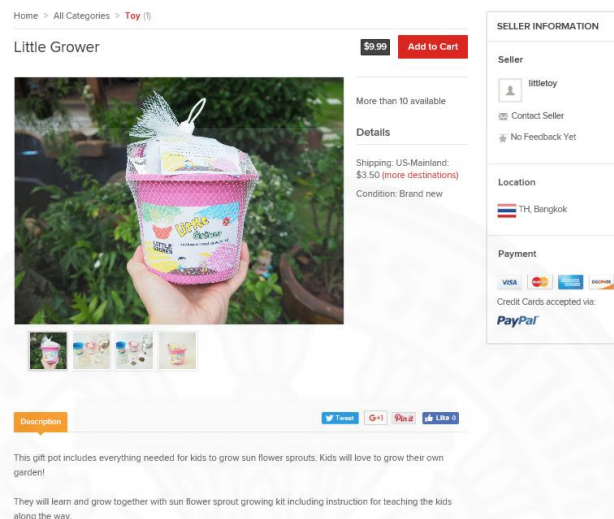 Home > All Categories > Toy (1)
Little Grower
$9.99
Add to Cart
More than 10 available
Details
Shipping: US-Mainland:
$3.50 (more destinations)
Condition: Brand new
Little
Grower
LITTLE
GROWER
SELLER INFORMATION
Seller
littletoy
Contact Seller
No Feedback Yet
Location
TH, Bangkok
Payment
VISA
DISCOVER
Credit Cards accepted via:
PayPal
Description
Tweet
G+1
Pin it
Like 0
This gift pot includes everything needed for kids to grow sun flower sprouts. Kids will love to grow their own
garden!
They will learn and grow together with sun flower sprout growing kit including instruction for teaching the kids
along the way.